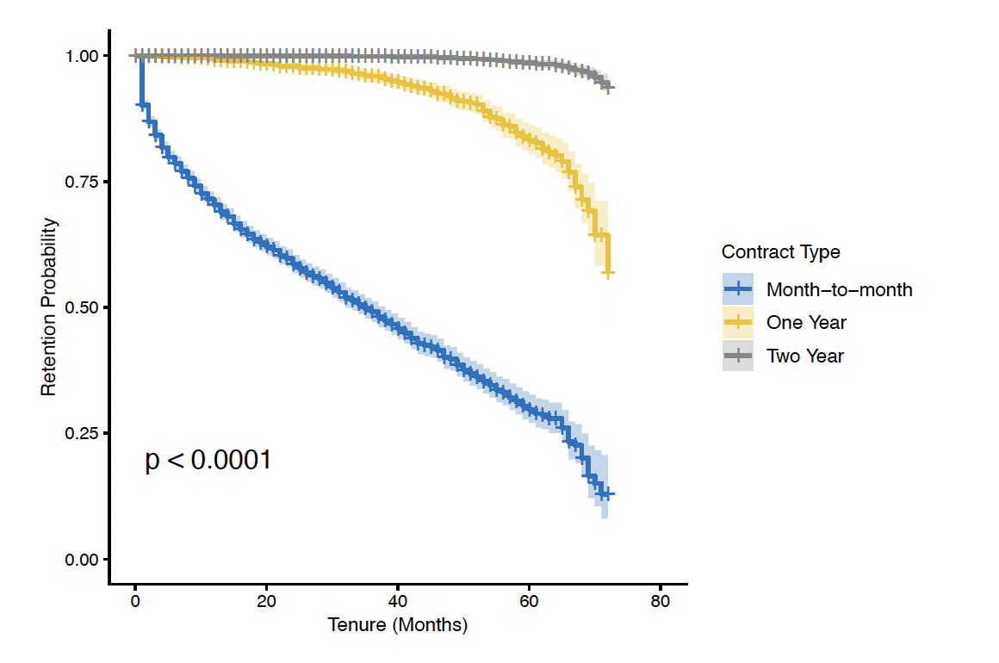 1.00
0.75
0.50
0.25
0.00
Retention Probability
p < 0.0001
0 20 40 60 80
Tenure (Months)
Contract Type
Month−to−month
One Year
Two Year